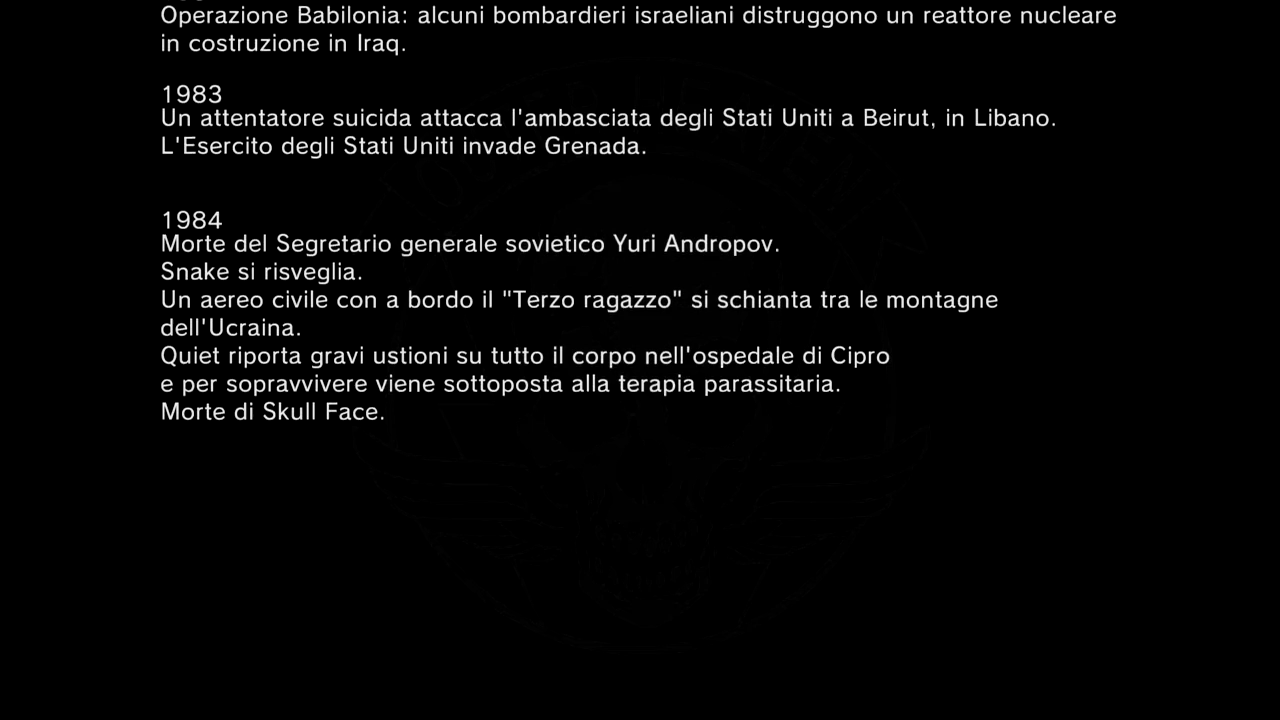 Operazione Babilonia: alcuni bombardieri israeliani distruggono un reattore nucleare
in costruzione in Iraq.
1983
Un attentatore suicida attacca l'ambasciata degli Stati Uniti a Beirut, in Libano.
L'Esercito degli Stati Uniti invade Grenada.
1984
Morte del Segretario generale sovietico Yuri Andropov.
Snake si risveglia.
Un aereo civile con a bordo il "Terzo ragazzo" si schianta tra le montagne
dell'Ucraina.
Quiet riporta gravi ustioni su tutto il corpo nell'ospedale di Cipro
e per sopravvivere viene sottoposta alla terapia parassitaria.
Morte di Skull Face.